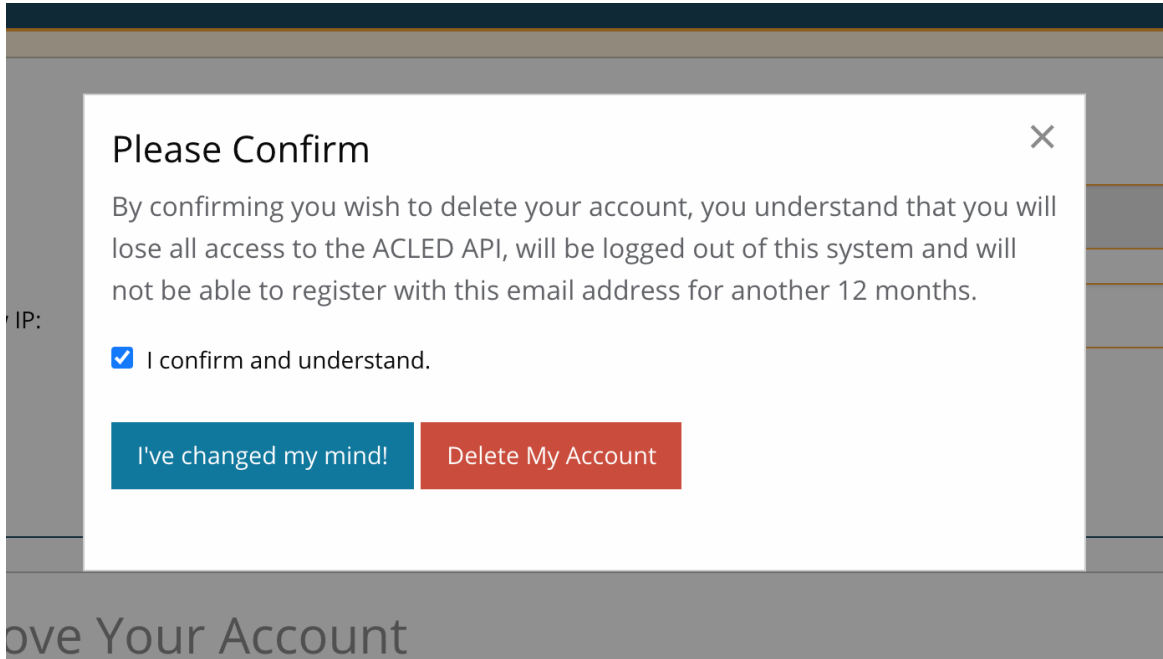 Please Confirm
By confirming you wish to delete your account, you understand that you will
lose all access to the ACLED API, will be logged out of this system and will
not be able to register with this email address for another 12 months.
IP:
I confirm and understand.
I've changed my mind!
Delete My Account
ove Your Account